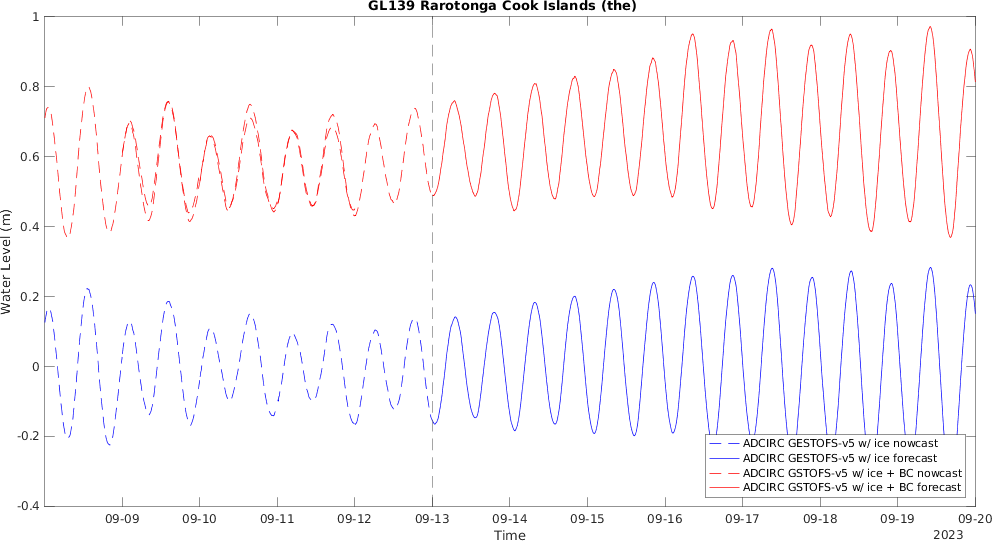 GL139 Rarotonga Cook Islands (the)
1
0.8
0.6
0.4
0.2
0
-0.2
-0.4
Water Level (m)
ADCIRC GESTOFS-v5 w/ ice nowcast
ADCIRC GESTOFS-v5 w/ ice forecast
ADCIRC GSTOFS-v5 w/ ice + BC nowcast
ADCIRC GSTOFS-v5 w/ ice + BC forecast
09-09 09-10 09-11 09-12 09-13 09-14 09-15 09-16 09-17 09-18 09-19 09-20
Time
2023